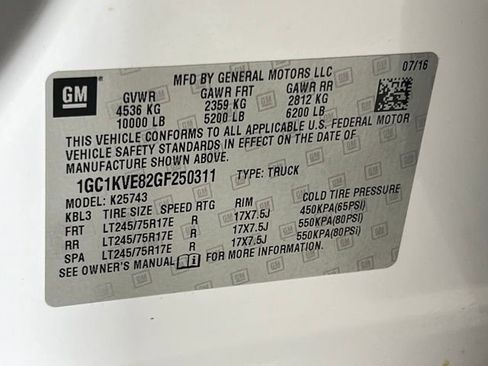 GM
MFD BY GENERAL MOTORS LLC 07/16
GVWR GAWR FRT GAWR RR
4536 KG 2359 KG 2812 KG
10000 LB 5200 LB 6200 LB
THIS VEHICLE CONFORMS TO ALL APPLICABLE U.S. FEDERAL MOTOR
VEHICLE SAFETY STANDARDS IN EFFECT ON THE DATE OF
MANUFACTURE SHOWN ABOVE.
1GC1KVE82GF250311 TYPE: TRUCK
MODEL: K25743
KBL3 TIRE SIZE SPEED RTG RIM COLD TIRE PRESSURE
FRT LT245/75R17E R 17X7.5J 450KPA(65PSI)
RR LT245/75R17E R 17X7.5J 550KPA(80PSI)
SPA LT245/75R17E R 17X7.5J 550KPA(80PSI)
SEE OWNER'S MANUAL FOR MORE INFORMATION.